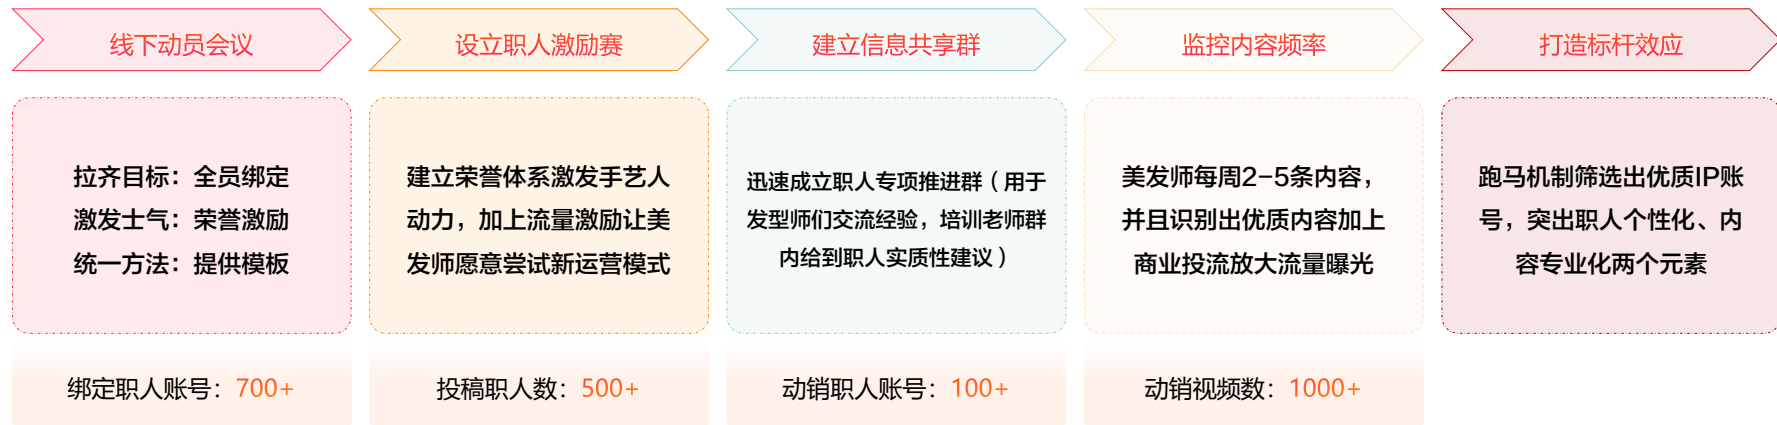 线下动员会议
设立职人激励赛
建立信息共享群
监控内容频率
打造标杆效应
拉齐目标：全员绑定
激发士气：荣誉激励
统一方法：提供模板
建立荣誉体系激发手艺人
动力，加上流量激励让美
发师愿意尝试新运营模式
迅速成立职人专项推进群（用于
发型师们交流经验，培训老师群
内给到职人实质性建议）
美发师每周2-5条内容，
并且识别出优质内容加上
商业投流放大流量曝光
跑马机制筛选出优质IP账
号，突出职人个性化、内
容专业化两个元素
绑定职人账号：700+
投稿职人数：500+
动销职人账号：100+
动销视频数：1000+